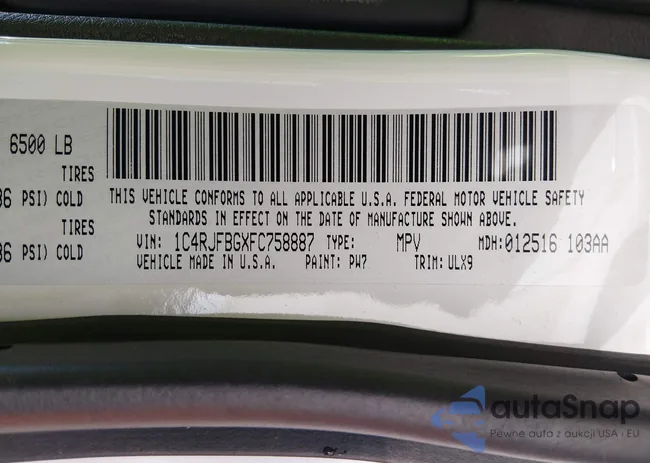 6500 LB
TIRES
36 PSI) COLD
TIRES
36 PSI) COLD
THIS VEHICLE CONFORMS TO ALL APPLICABLE U.S.A. FEDERAL MOTOR VEHICLE SAFETY
STANDARDS IN EFFECT ON THE DATE OF MANUFACTURE SHOWN ABOVE.
VIN: 1C4RJFBGXFC758887 TYPE: MPV MDH:012516 103AA
VEHICLE MADE IN U.S.A. PAINT: PW7 TRIM: ULX9
autoSnap
Pewne auta z aukcji USA i EU